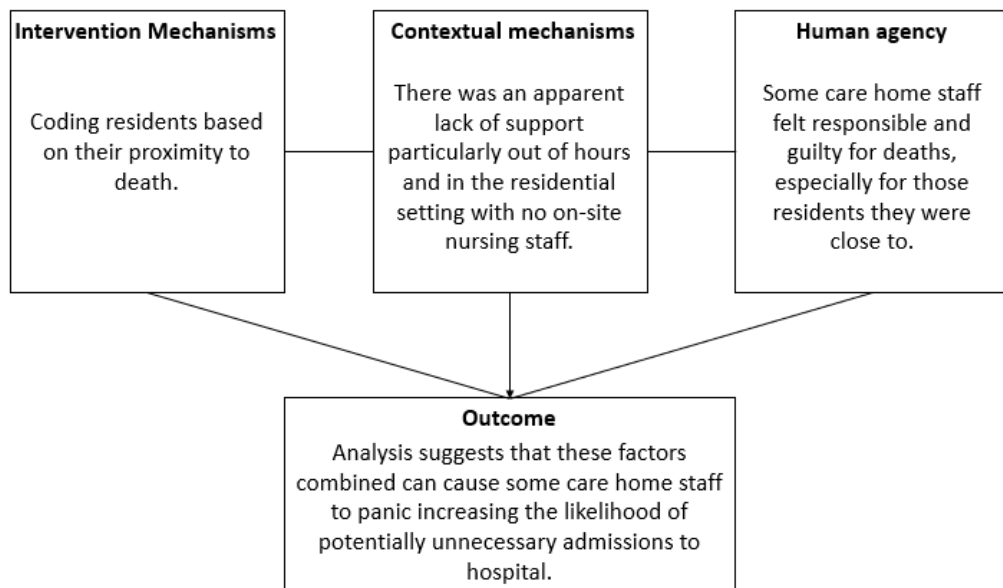 Intervention Mechanisms
Coding residents based
on their proximity to
death.
Contextual mechanisms
There was an apparent
lack of support
particularly out of hours
and in the residential
setting with no on-site
nursing staff.
Human agency
Some care home staff
felt responsible and
guilty for deaths,
especially for those
residents they were
close to.
Outcome
Analysis suggests that these factors
combined can cause some care home staff
to panic increasing the likelihood of
potentially unnecessary admissions to
hospital.